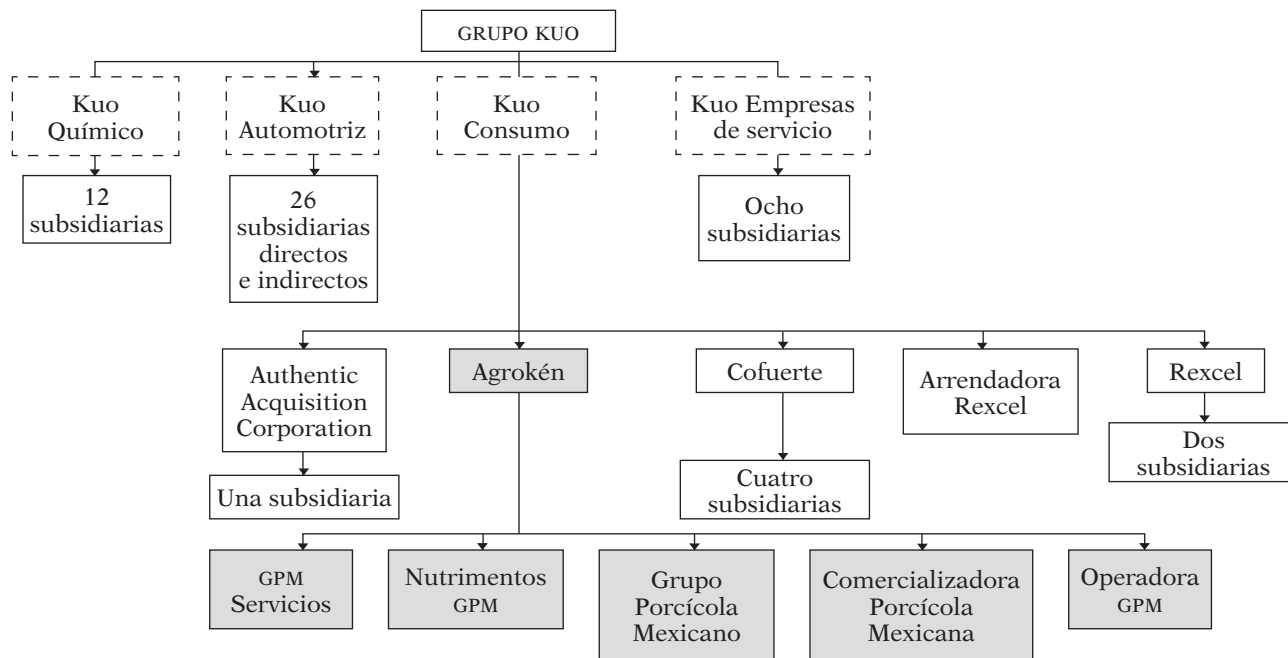 GRUPO KUO
Kuo
Químico
Kuo
Automotriz
Kuo
Consumo
Kuo Empresas
de servicio
12
subsidiarias
26
subsidiarias
directos
e indirectos
Ocho
subsidiarias
Authentic
Acquisition
Corporation
Agrokén
Cofuerte
Arrendadora
Rexcel
Rexcel
Una subsidiaria
Cuatro
subsidiarias
Dos
subsidiarias
GPM
Servicios
Nutrimentos
GPM
Grupo
Porcícola
Mexicano
Comercializadora
Porcícola
Mexicana
Operadora
GPM